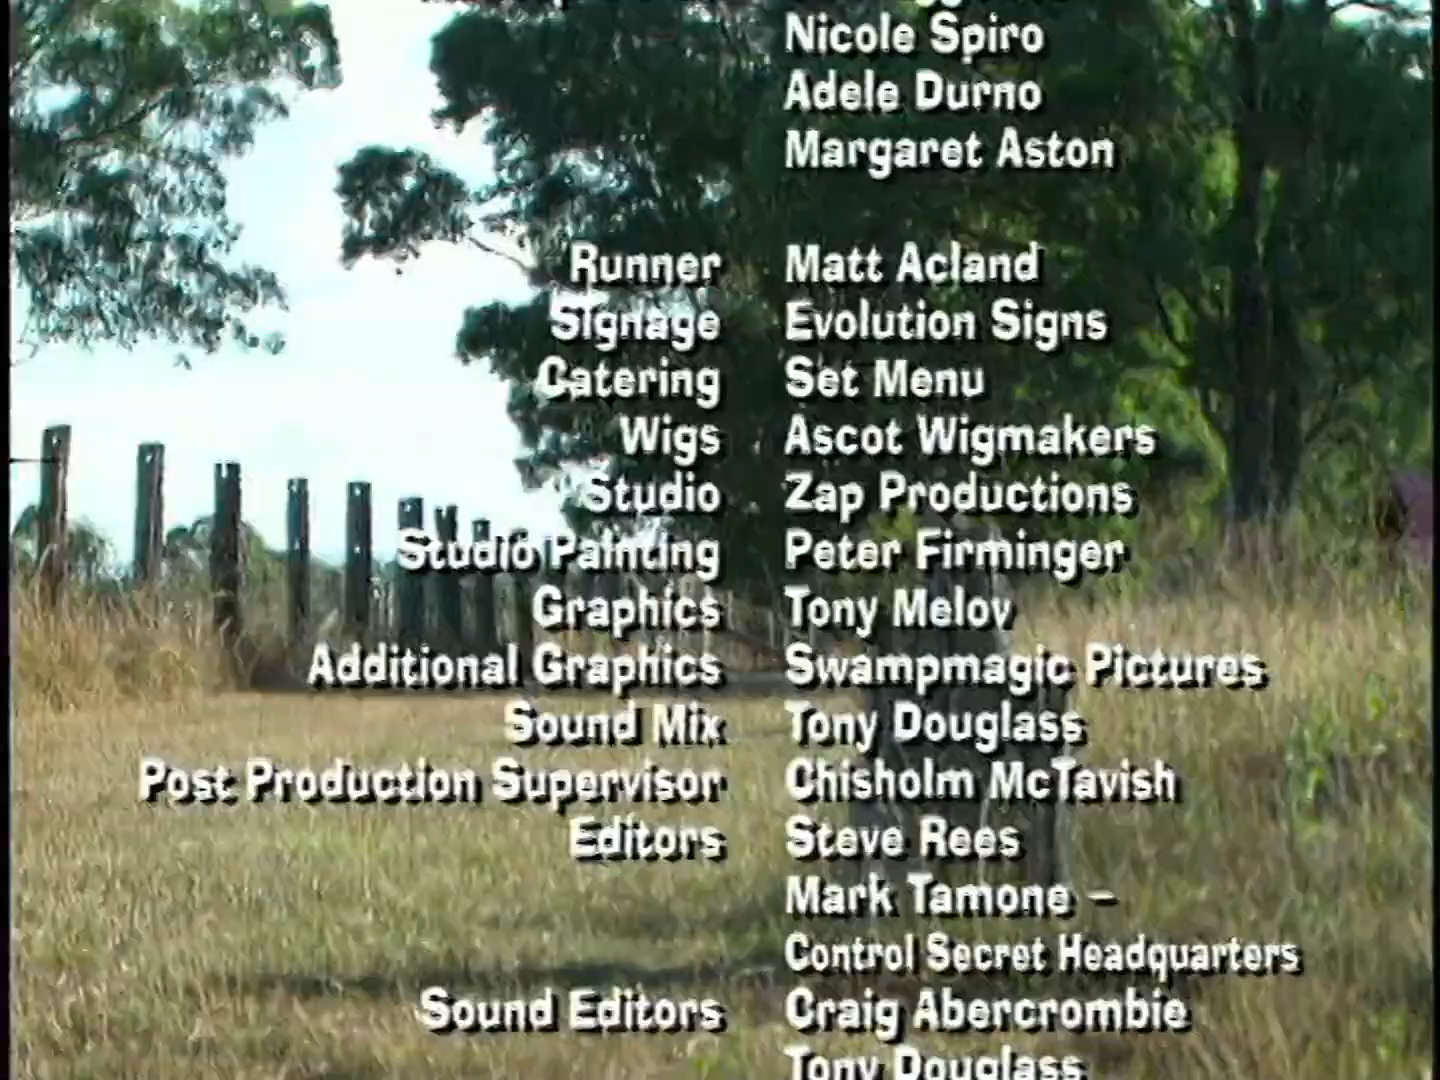 Nicole Spiro
Adele Durno
Margaret Aston
Runner Matt Acland
Signage Evolution Signs
Catering Set Menu
Wigs Ascot Wigmakers
Studio Zap Productions
Studio Painting Peter Firminger
Graphics Tony Melov
Additional Graphics Swampmagic Pictures
Sound Mix Tony Douglass
Post Production Supervisor Chisholm McTavish
Editors Steve Rees
Mark Tamone –
Control Secret Headquarters
Sound Editors Craig Abercrombie
Tony Douglass